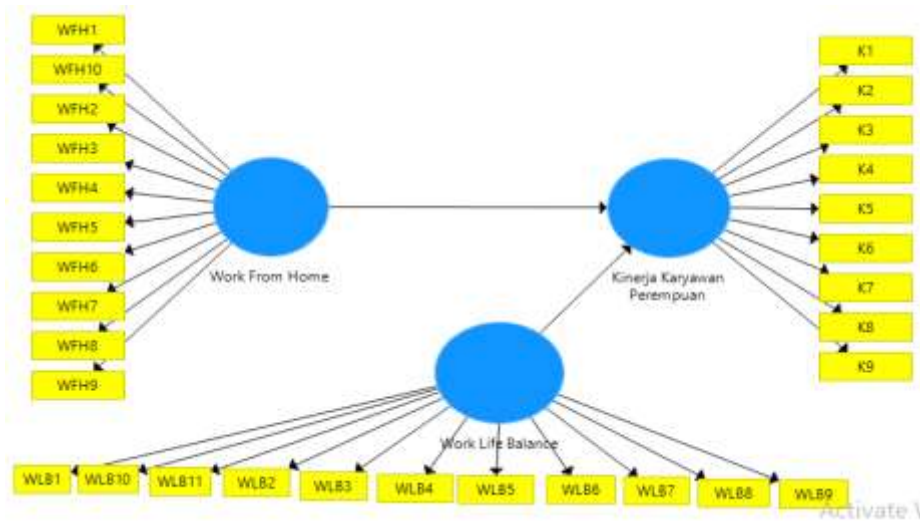 WFH1
WFH10
WFH2
WFH3
WFH4
WFH5
WFH6
WFH7
WFH8
WFH9
Work From Home
K1
K2
K3
K4
K5
K6
K7
K8
K9
Kinerja Karyawan
Perempuan
Work Life Balance
WLB1 WLB10 WLB11 WLB2 WLB3 WLB4 WLB5 WLB6 WLB7 WLB8 WLB9
Activate